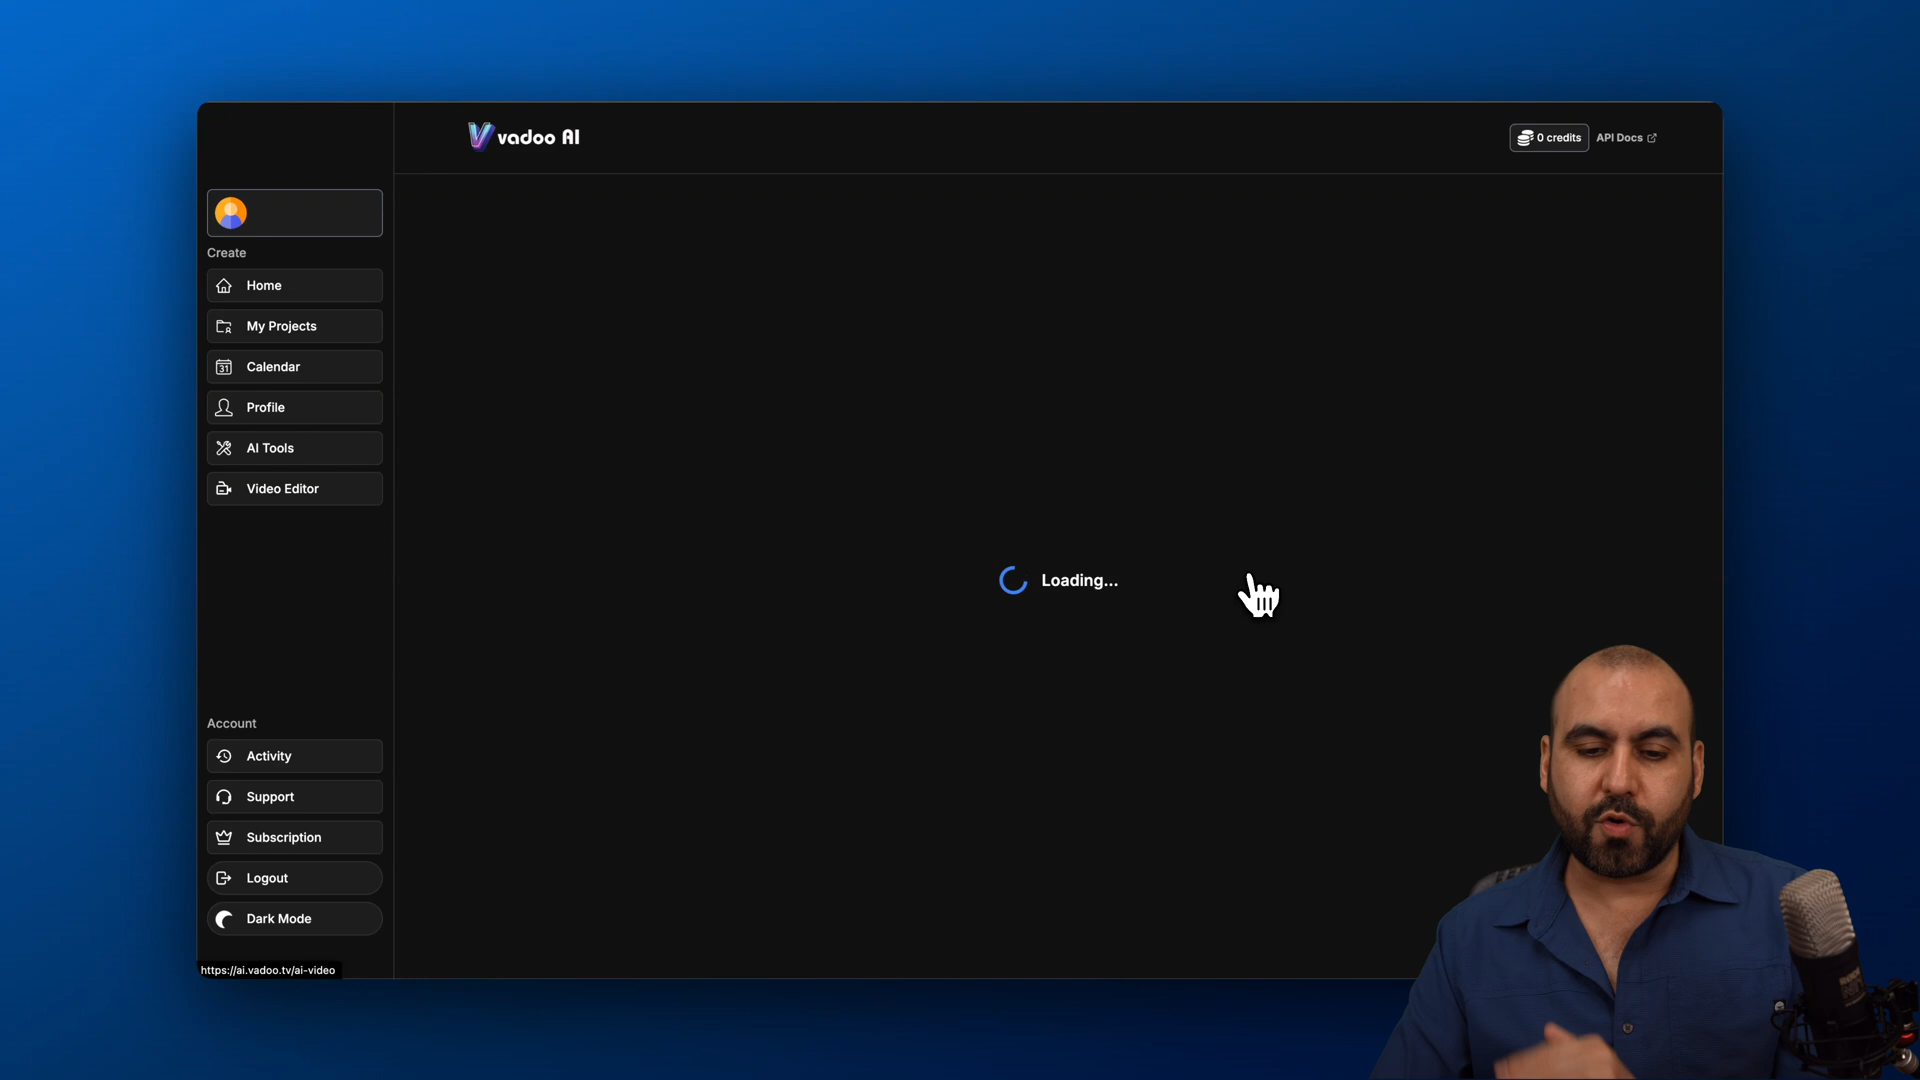 vadoo AI
0 credits
API Docs
Create
Home
My Projects
31
Calendar
Profile
AI Tools
Video Editor
Loading...
Account
Activity
Support
Subscription
Logout
Dark Mode
https://ai.vadoo.tv/ai-video